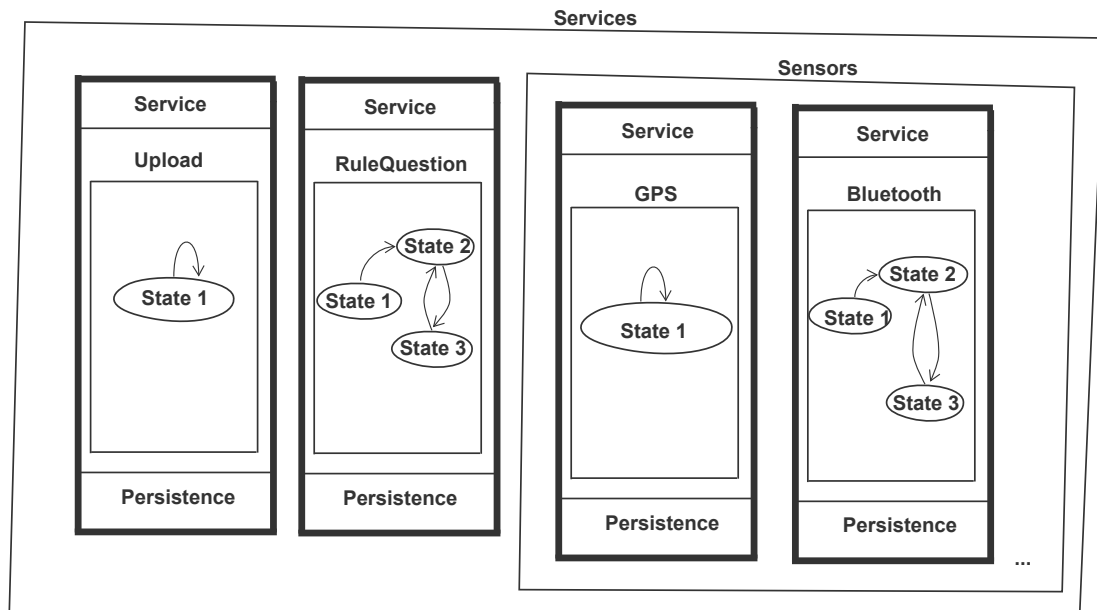 Services
Sensors
Service
Upload
State 1
Persistence
Service
RuleQuestion
State 2
State 1
State 3
Persistence
Service
GPS
State 1
Persistence
Service
Bluetooth
State 2
State 1
State 3
Persistence
...